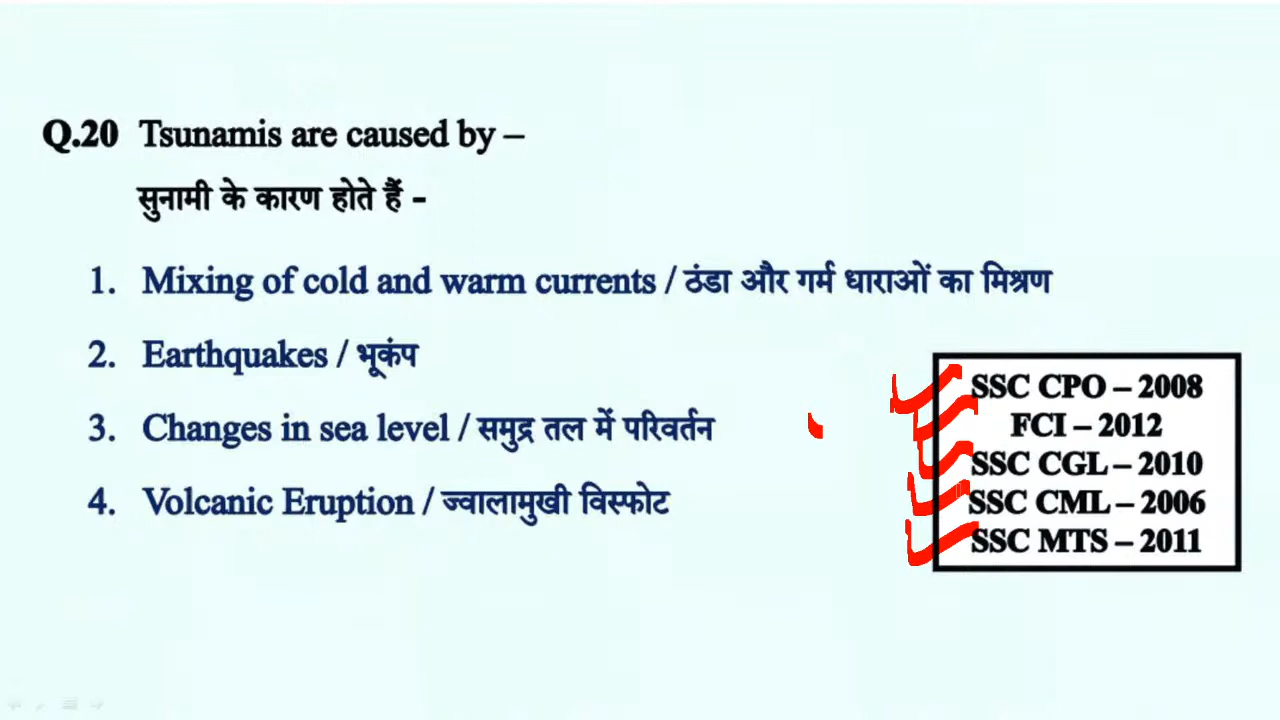 Q.20 Tsunamis are caused by –
सुनामी के कारण होते हैं -
1. Mixing of cold and warm currents / ठंडा और गर्म धाराओं का मिश्रण
2. Earthquakes / भूकंप
3. Changes in sea level / समुद्र तल में परिवर्तन
4. Volcanic Eruption / ज्वालामुखी विस्फोट
SSC CPO – 2008
FCI – 2012
SSC CGL – 2010
SSC CML – 2006
SSC MTS – 2011